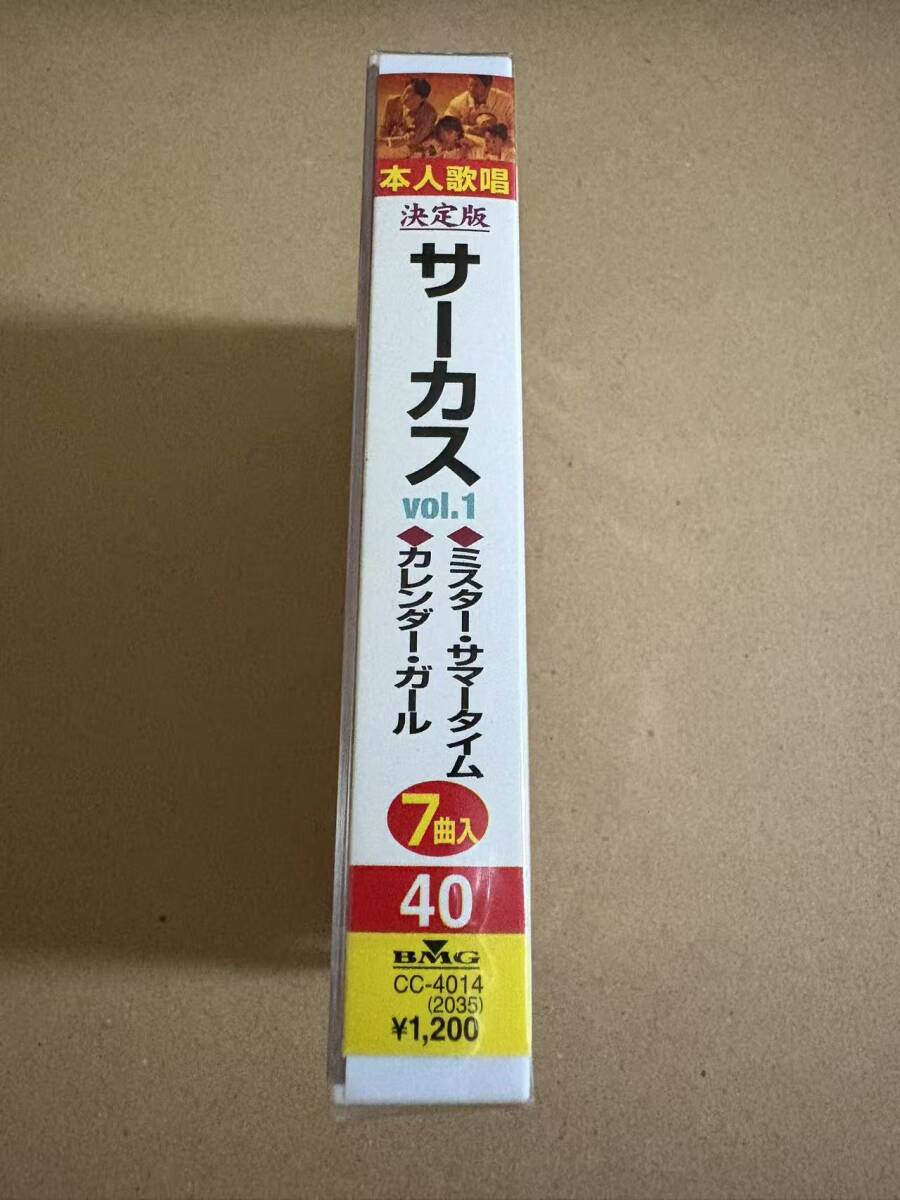 本人歌唱
決定版
サーカス
vol.1
◆ミスター・サマータイム
◆カレンダー・ガール
7曲入
40
BMG
CC-4014
(2035)
¥1,200